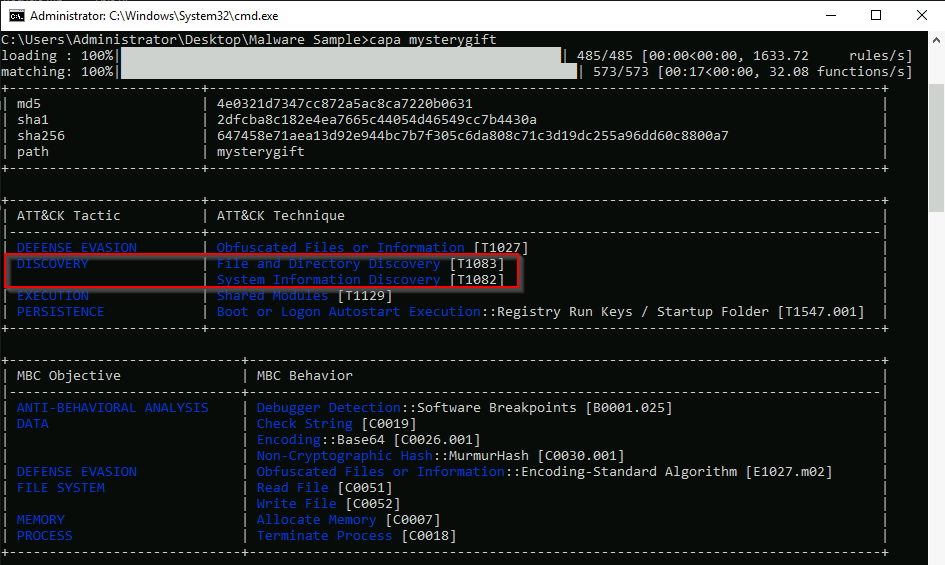 Administrator: C:\Windows\System32\cmd.exe
C:\Users\Administrator\Desktop\Malware Sample>capa mysterygift
loading : 100%| | 485/485 [00:00<00:00, 1633.72 rules/s]
matching: 100%| | 573/573 [00:17<00:00, 32.08 functions/s]
| md5 | 4e0321d7347cc872a5ac8ca7220b0631 |
| sha1 | 2dfcba8c182e4ea7665c44054d46549cc7b4430a |
| sha256 | 647458e71aea13d92e944bc7b7f305c6da808c71c3d19dc255a96dd60c8800a7 |
| path | mysterygift |
| ATT&CK Tactic | ATT&CK Technique |
| DEFENSE EVASION | Obfuscated Files or Information [T1027] |
| DISCOVERY | File and Directory Discovery [T1083] |
| | System Information Discovery [T1082] |
| EXECUTION | Shared Modules [T1129] |
| PERSISTENCE | Boot or Logon Autostart Execution::Registry Run Keys / Startup Folder [T1547.001] |
| MBC Objective | MBC Behavior |
| ANTI-BEHAVIORAL ANALYSIS | Debugger Detection::Software Breakpoints [B0001.025] |
| DATA | Check String [C0019] |
| | Encoding::Base64 [C0026.001] |
| | Non-Cryptographic Hash::MurmurHash [C0030.001] |
| DEFENSE EVASION | Obfuscated Files or Information::Encoding-Standard Algorithm [E1027.m02] |
| FILE SYSTEM | Read File [C0051] |
| | Write File [C0052] |
| MEMORY | Allocate Memory [C0007] |
| PROCESS | Terminate Process [C0018] |